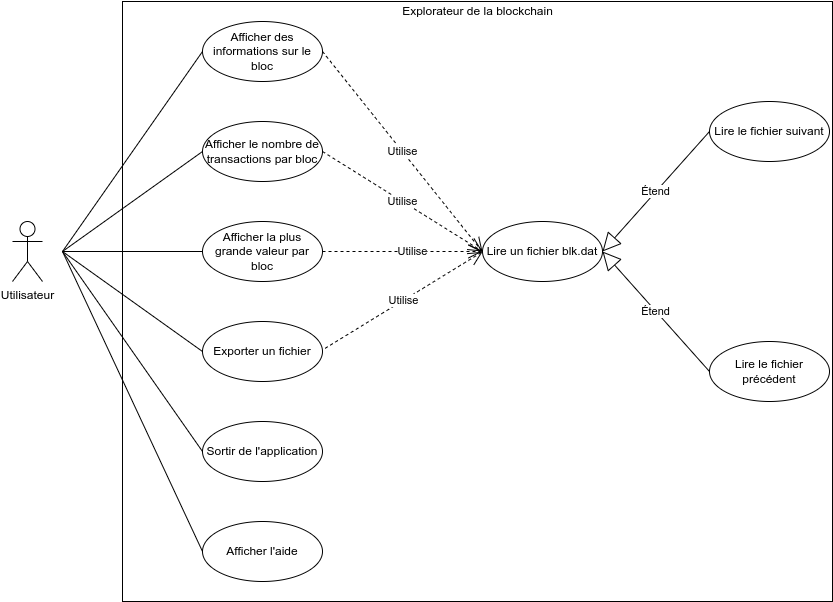 Explorateur de la blockchain
Afficher des
informations sur le
bloc
Afficher le nombre de
transactions par bloc
Afficher la plus
grande valeur par
bloc
Exporter un fichier
Sortir de l'application
Afficher l'aide
Utilisateur
Utilise
Utilise
Utilise
Utilise
Lire un fichier blk.dat
Étend
Étend
Lire le fichier suivant
Lire le fichier
précédent